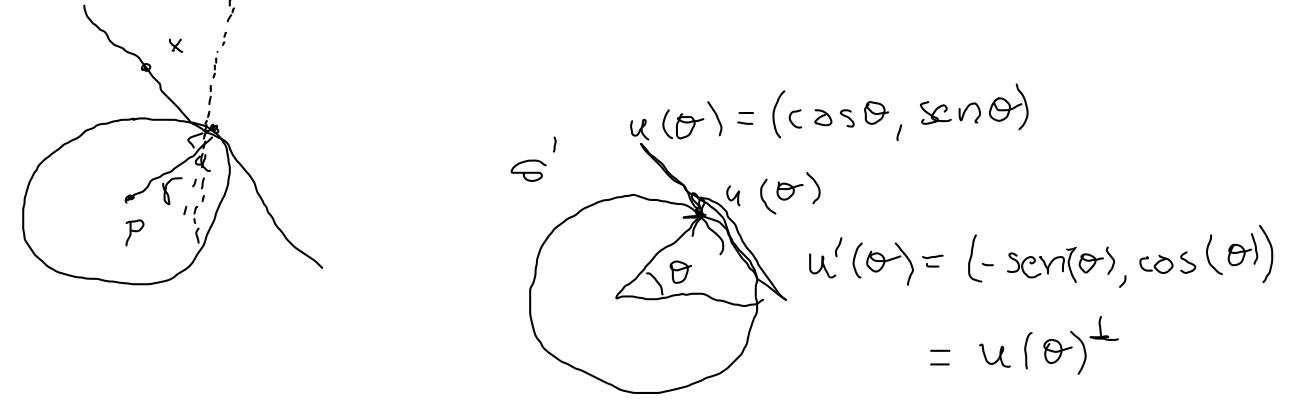 x
α
r
P
u(θ) = (cosθ, senθ)
S'
u(θ)
θ
u'(θ) = (-sen(θ), cos(θ))
= u(θ)^⊥